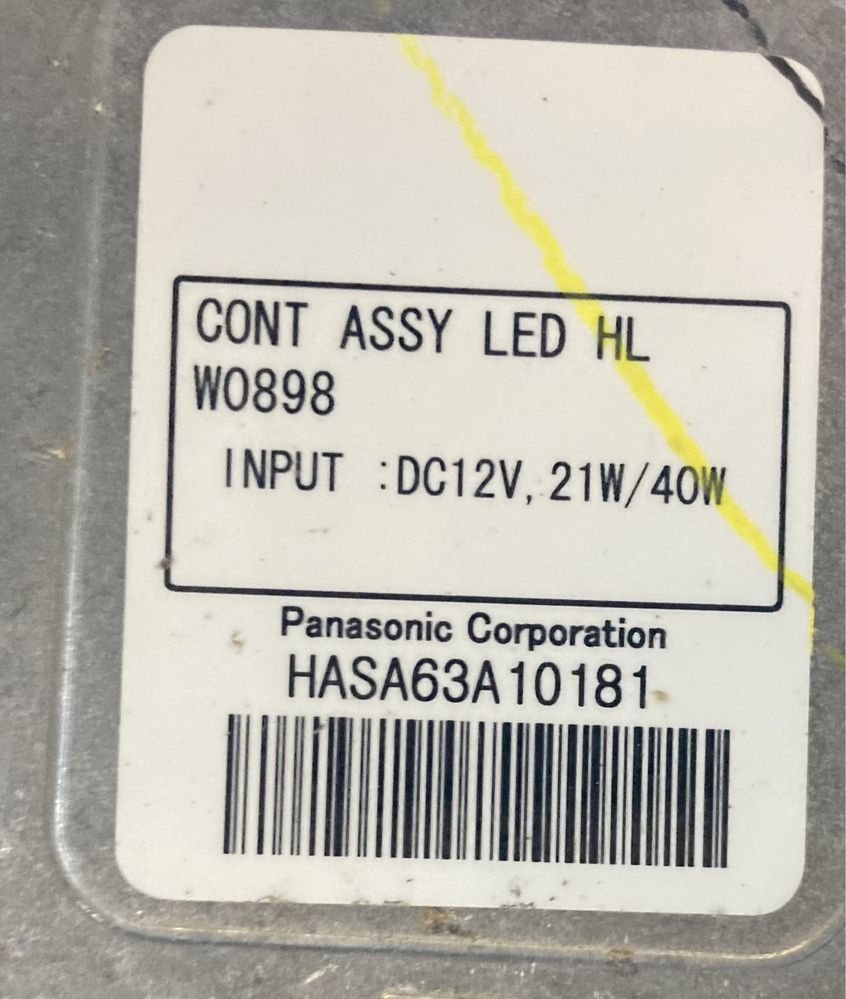 CONT ASSY LED HL
W0898
INPUT :DC12V, 21W/40W
Panasonic Corporation
HASA63A10181